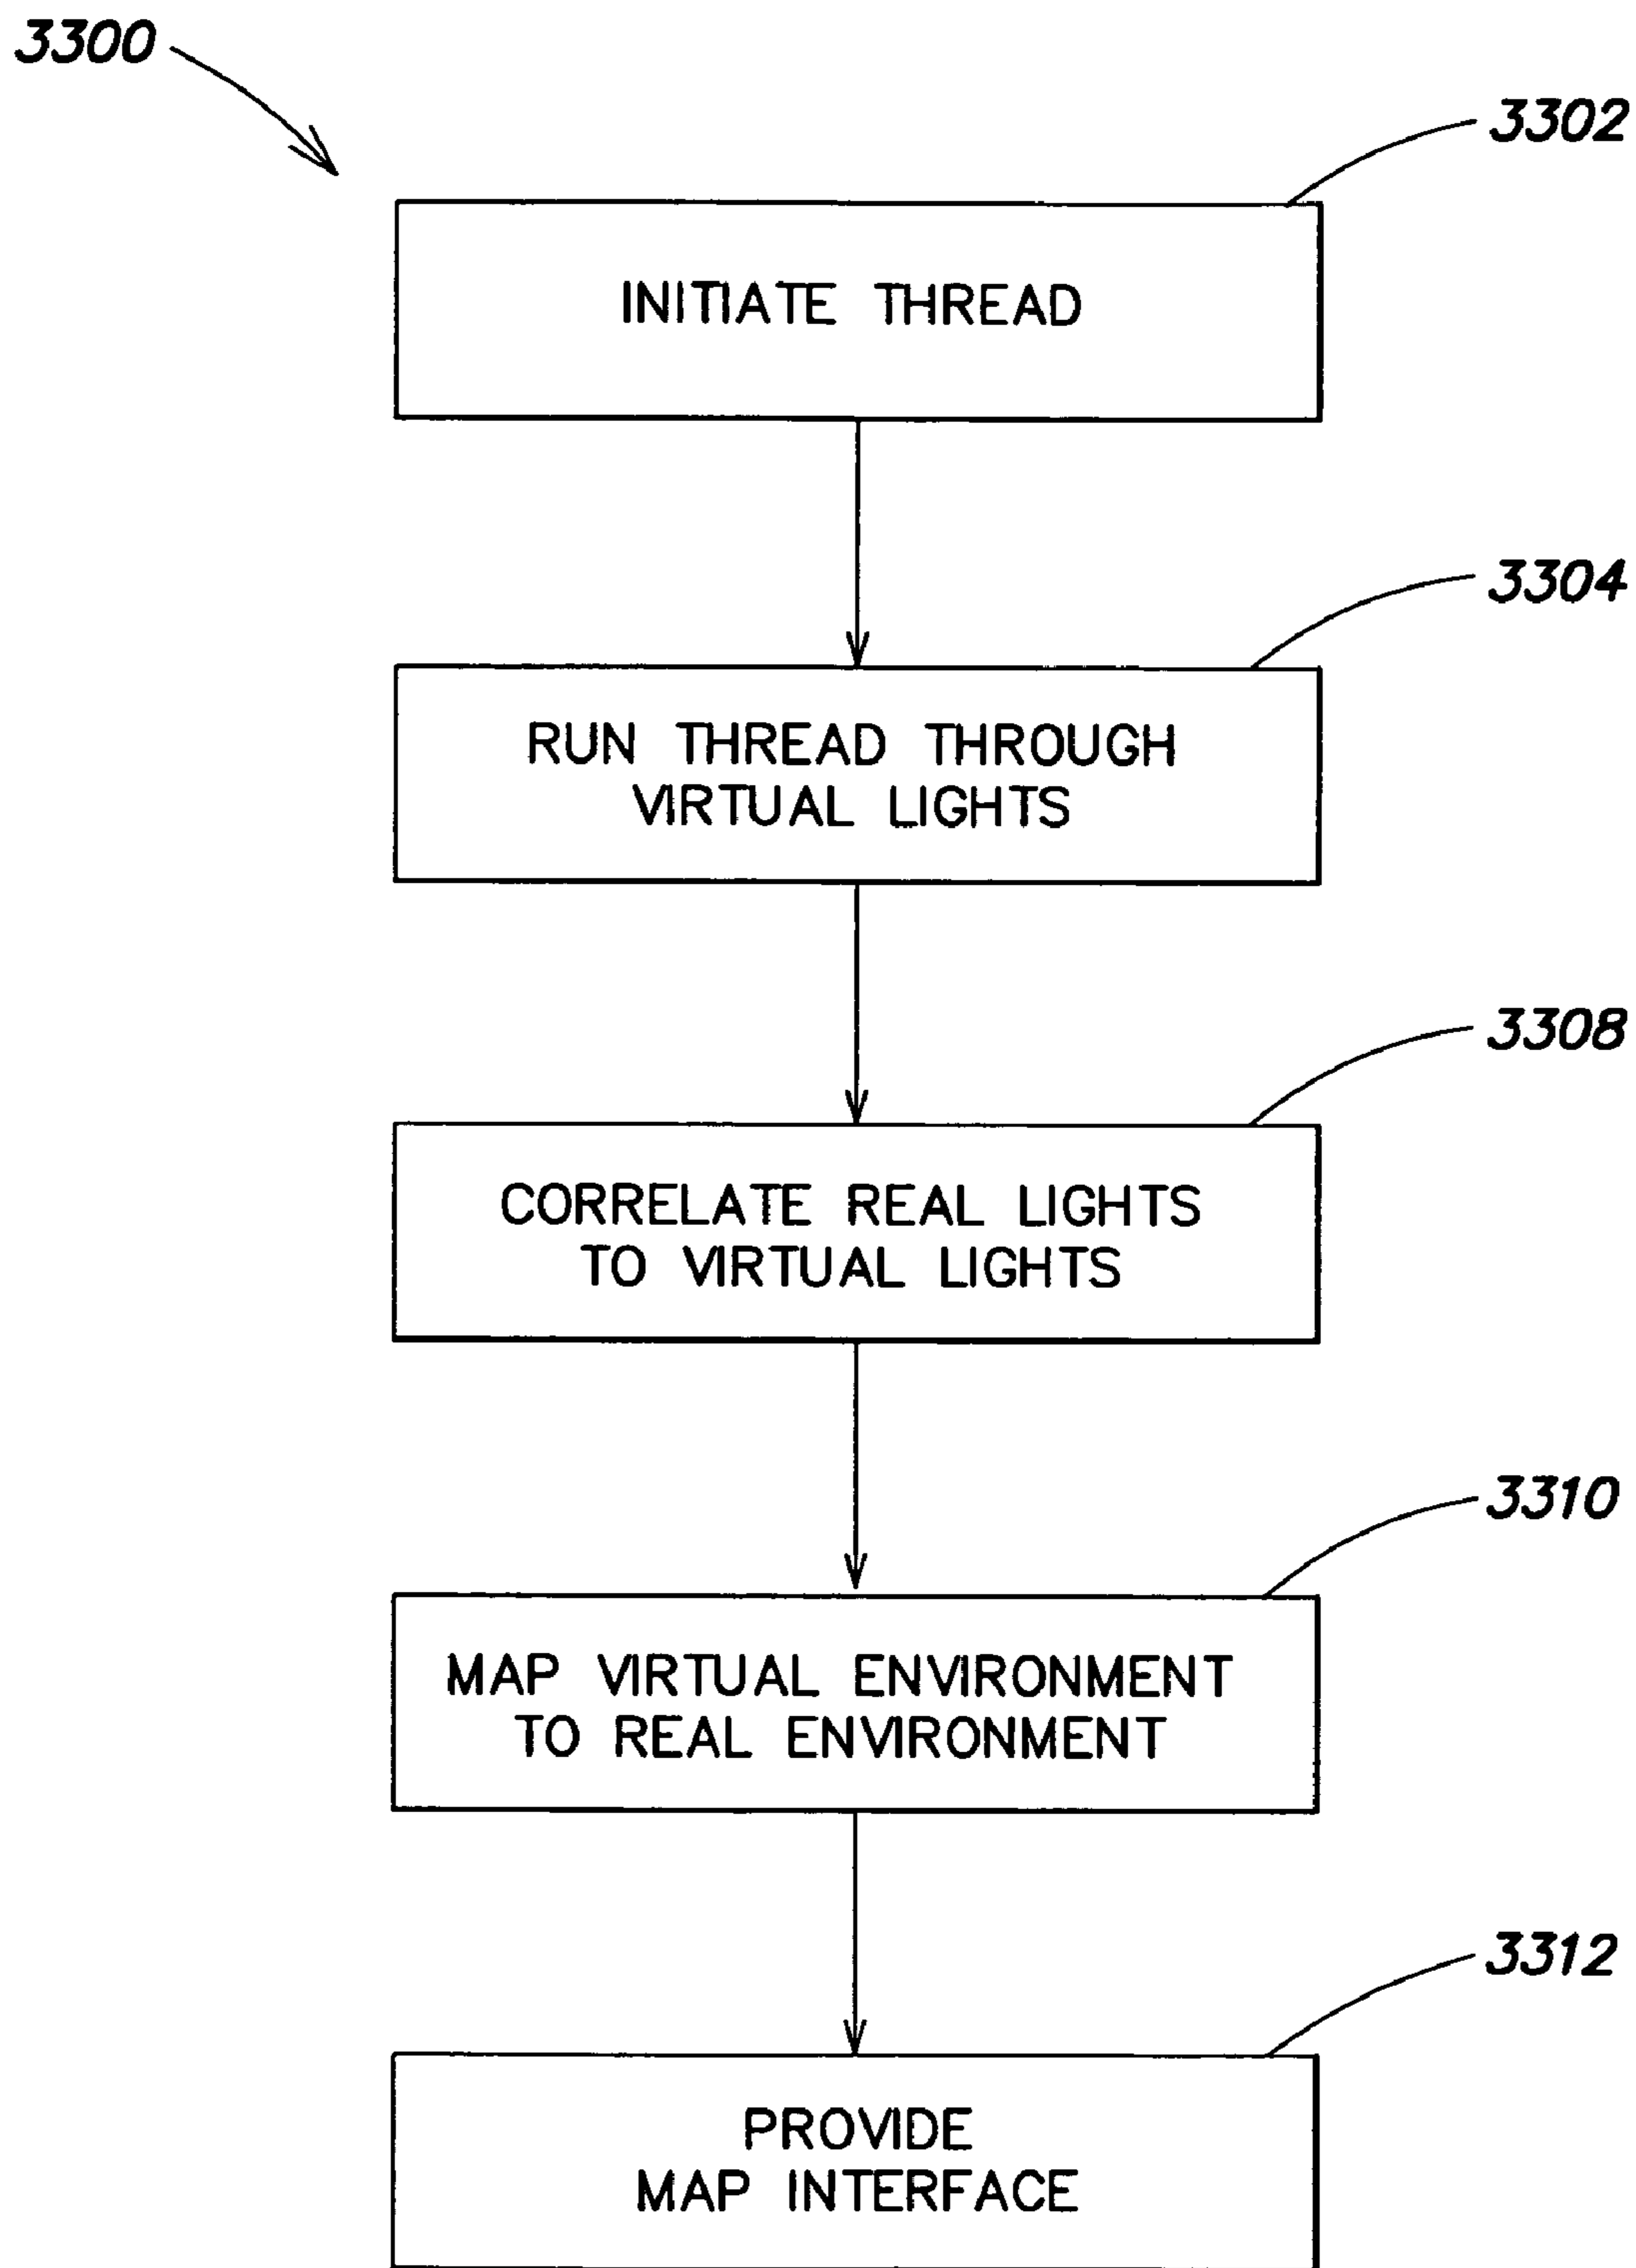 3300
3302
INITIATE THREAD
3304
RUN THREAD THROUGH
VIRTUAL LIGHTS
3308
CORRELATE REAL LIGHTS
TO VIRTUAL LIGHTS
3310
MAP VIRTUAL ENVIRONMENT
TO REAL ENVIRONMENT
3312
PROVIDE
MAP INTERFACE